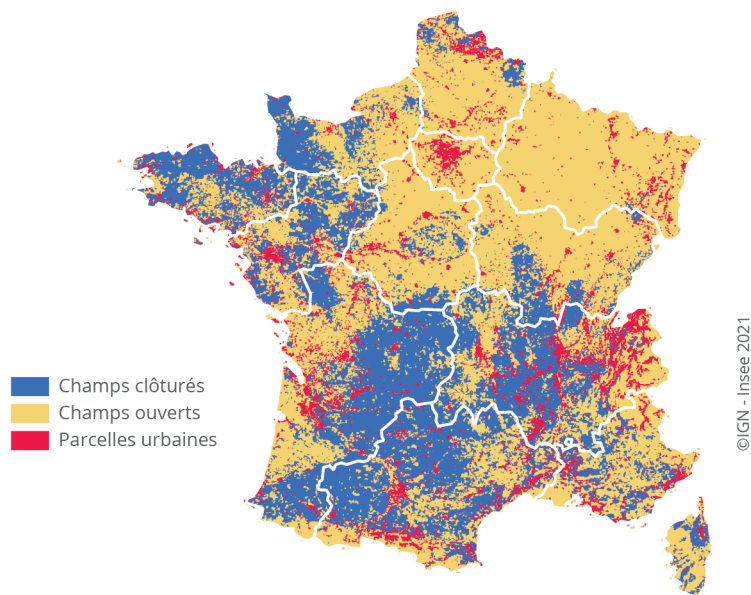 Champs clôturés
Champs ouverts
Parcelles urbaines
©IGN - Insee 2021